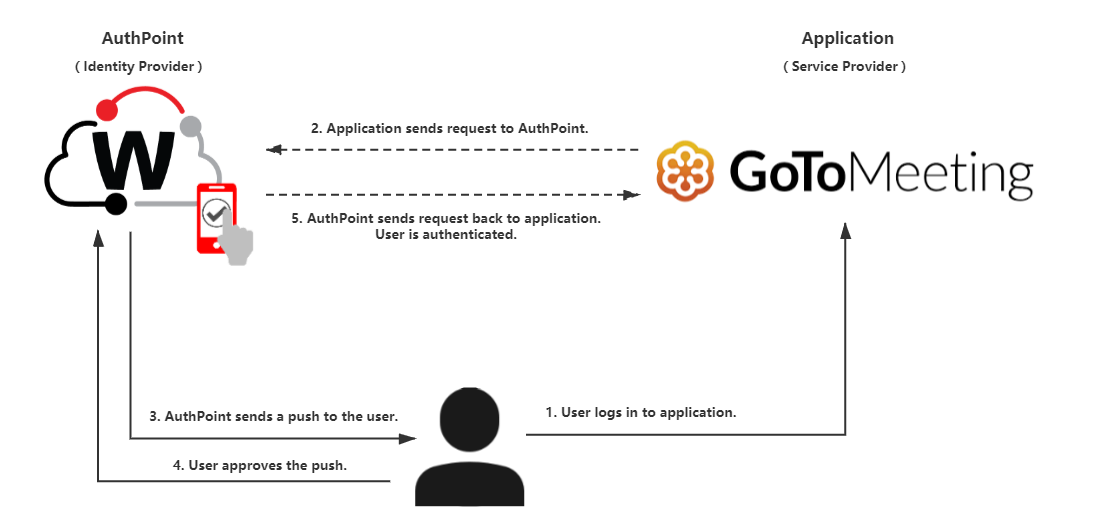 AuthPoint
( Identity Provider )
Application
( Service Provider )
W
2. Application sends request to AuthPoint.
GoToMeeting
5. AuthPoint sends request back to application.
User is authenticated.
3. AuthPoint sends a push to the user.
1. User logs in to application.
4. User approves the push.